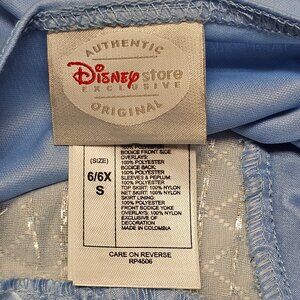 AUTHENTIC
Disney store
EXCLUSIVE
ORIGINAL
(SIZE)
6/6X
S
100% POLYESTER
BODICE FRONT SIDE
OVERLAYS:
100% POLYESTER
BODICE BACK:
100% POLYESTER
SLEEVES & PEPLUM:
100% POLYESTER
TOP SKIRT: 100% NYLON
NET SKIRT: 100% NYLON
SKIRT LINING:
100% POLYESTER
FRONT BODICE YOKE
OVERLAY: 100% NYLON
EXCLUSIVE OF
DECORATION
MADE IN COLOMBIA
CARE ON REVERSE
RP4506